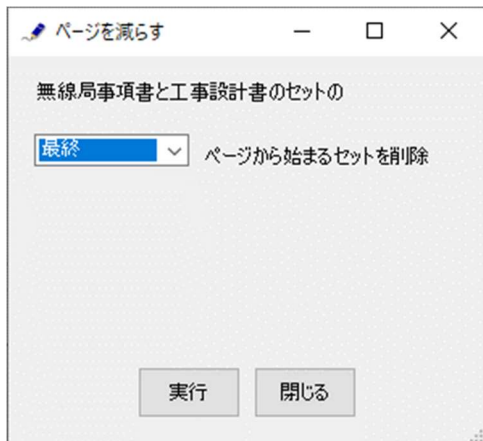 ページを減らす
無線局事項書と工事設計書のセットの
最終 ページから始まるセットを削除
実行 閉じる